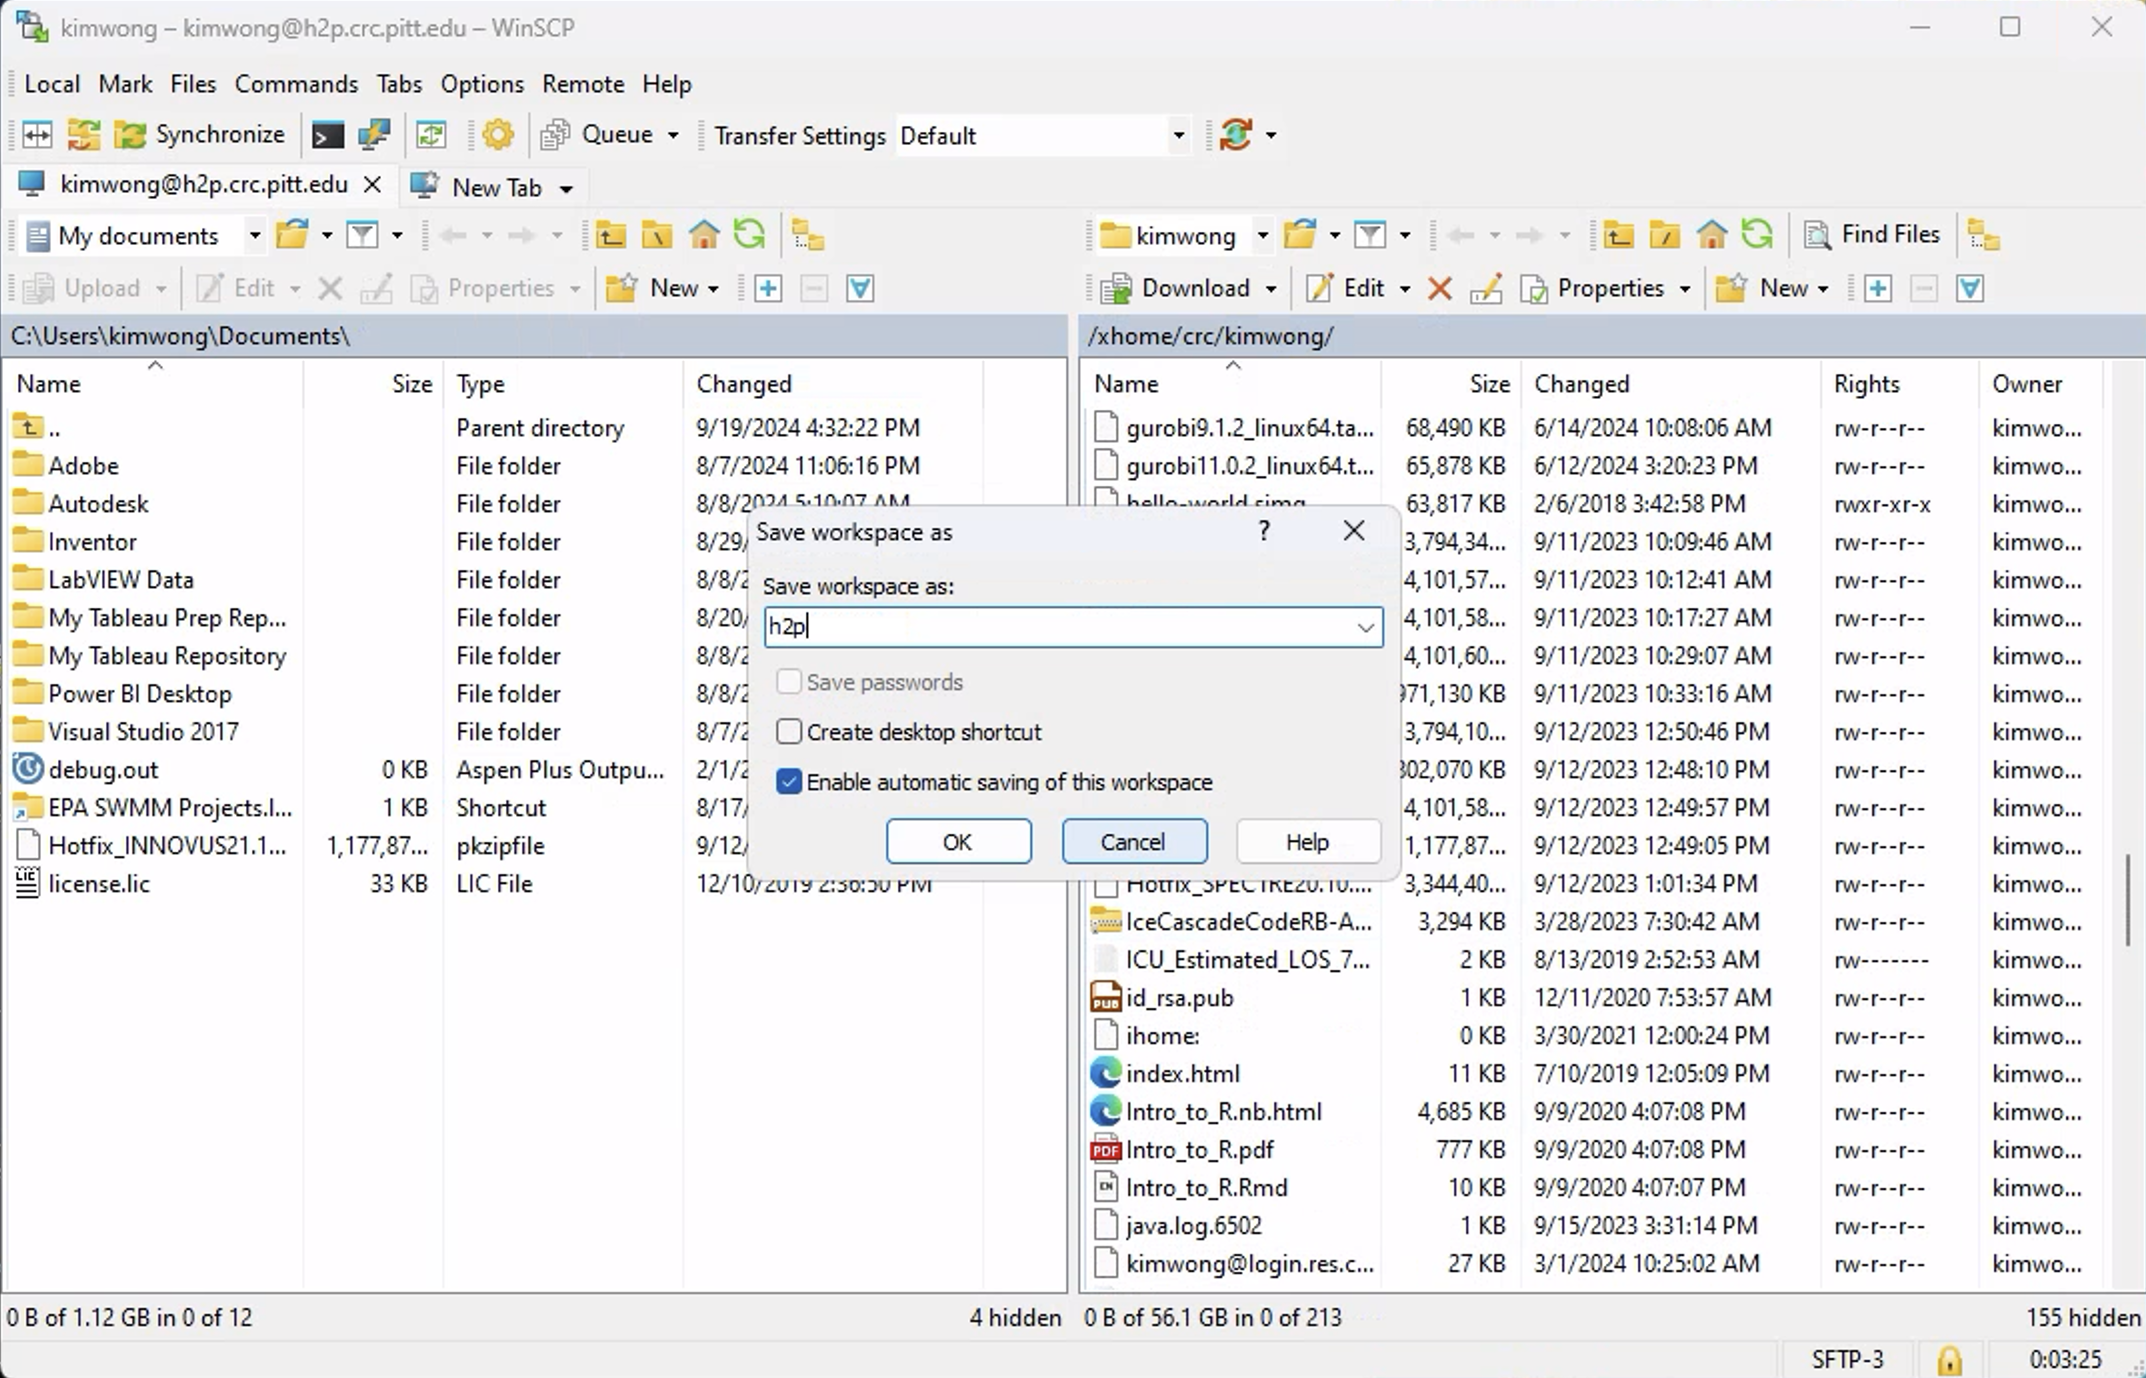 kimwong – kimwong@h2p.crc.pitt.edu – WinSCP
Local Mark Files Commands Tabs Options Remote Help
Synchronize Queue Transfer Settings Default
kimwong@h2p.crc.pitt.edu New Tab
My documents
Upload Edit Properties New
C:\Users\kimwong\Documents\
Name Size Type Changed
.. Parent directory 9/19/2024 4:32:22 PM
Adobe File folder 8/7/2024 11:06:16 PM
Autodesk File folder 8/8/2024 5:10:07 AM
Inventor File folder 8/29/
LabVIEW Data File folder 8/8/2
My Tableau Prep Rep... File folder 8/20/
My Tableau Repository File folder 8/8/2
Power BI Desktop File folder 8/8/2
Visual Studio 2017 File folder 8/7/2
debug.out 0 KB Aspen Plus Outpu... 2/1/2
EPA SWMM Projects.l... 1 KB Shortcut 8/17/
Hotfix_INNOVUS21.1... 1,177,87... pkzipfile 9/12/
license.lic 33 KB LIC File 12/10/2019 2:36:50 PM
0 B of 1.12 GB in 0 of 12 4 hidden
kimwong Find Files
Download Edit Properties New
/xhome/crc/kimwong/
Name Size Changed Rights Owner
gurobi9.1.2_linux64.ta... 68,490 KB 6/14/2024 10:08:06 AM rw-r--r-- kimwo...
gurobi11.0.2_linux64.t... 65,878 KB 6/12/2024 3:20:23 PM rw-r--r-- kimwo...
hello-world.simg 63,817 KB 2/6/2018 3:42:58 PM rwxr-xr-x kimwo...
3,794,34... 9/11/2023 10:09:46 AM rw-r--r-- kimwo...
4,101,57... 9/11/2023 10:12:41 AM rw-r--r-- kimwo...
4,101,58... 9/11/2023 10:17:27 AM rw-r--r-- kimwo...
4,101,60... 9/11/2023 10:29:07 AM rw-r--r-- kimwo...
971,130 KB 9/11/2023 10:33:16 AM rw-r--r-- kimwo...
3,794,10... 9/12/2023 12:50:46 PM rw-r--r-- kimwo...
302,070 KB 9/12/2023 12:48:10 PM rw-r--r-- kimwo...
4,101,58... 9/12/2023 12:49:57 PM rw-r--r-- kimwo...
1,177,87... 9/12/2023 12:49:05 PM rw-r--r-- kimwo...
Hotfix_SPECTRE20.10.... 3,344,40... 9/12/2023 1:01:34 PM rw-r--r-- kimwo...
IceCascadeCodeRB-A... 3,294 KB 3/28/2023 7:30:42 AM rw-r--r-- kimwo...
ICU_Estimated_LOS_7... 2 KB 8/13/2019 2:52:53 AM rw------- kimwo...
id_rsa.pub 1 KB 12/11/2020 7:53:57 AM rw-r--r-- kimwo...
ihome: 0 KB 3/30/2021 12:00:24 PM rw-r--r-- kimwo...
index.html 11 KB 7/10/2019 12:05:09 PM rw-r--r-- kimwo...
Intro_to_R.nb.html 4,685 KB 9/9/2020 4:07:08 PM rw-r--r-- kimwo...
Intro_to_R.pdf 777 KB 9/9/2020 4:07:08 PM rw-r--r-- kimwo...
Intro_to_R.Rmd 10 KB 9/9/2020 4:07:07 PM rw-r--r-- kimwo...
java.log.6502 1 KB 9/15/2023 3:31:14 PM rw-r--r-- kimwo...
kimwong@login.res.c... 27 KB 3/1/2024 10:25:02 AM rw-r--r-- kimwo...
0 B of 56.1 GB in 0 of 213 155 hidden
Save workspace as ?
Save workspace as:
h2p
Save passwords
Create desktop shortcut
Enable automatic saving of this workspace
OK Cancel Help
SFTP-3 0:03:25